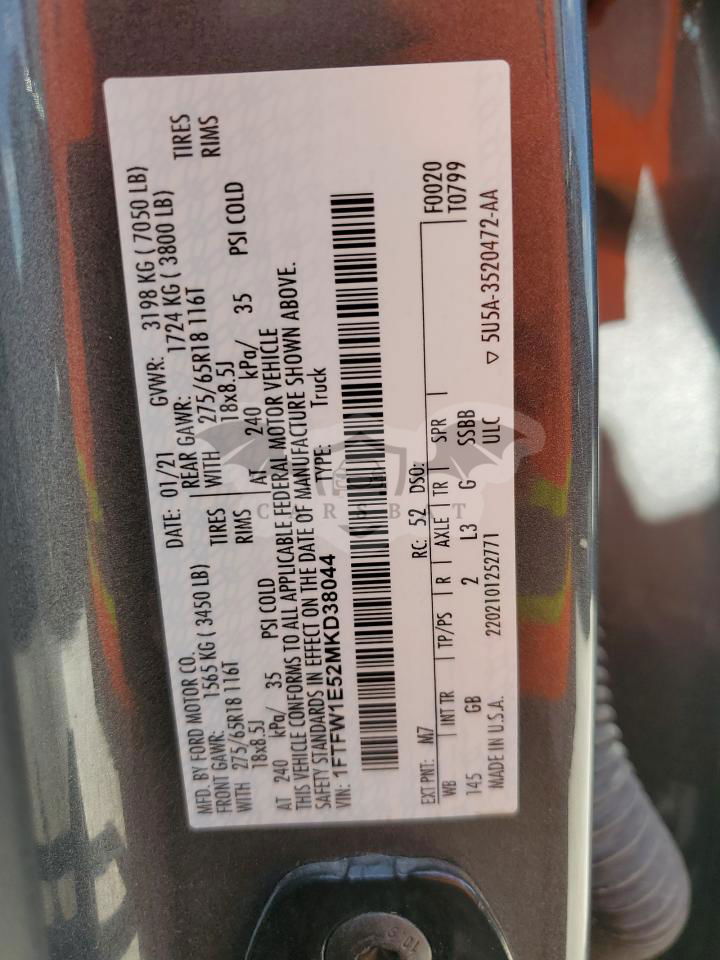 MFD. BY FORD MOTOR CO. DATE: 01/21 GVWR: 3198 KG ( 7050 LB)
FRONT GAWR: 1565 KG ( 3450 LB) REAR GAWR: 1724 KG ( 3800 LB)
WITH 275/65R18 116T TIRES WITH 275/65R18 116T TIRES
18x8.5J RIMS 18x8.5J RIMS
AT 240 kPa/ 35 PSI COLD AT 240 kPa/ 35 PSI COLD
THIS VEHICLE CONFORMS TO ALL APPLICABLE FEDERAL MOTOR VEHICLE
SAFETY STANDARDS IN EFFECT ON THE DATE OF MANUFACTURE SHOWN ABOVE.
VIN: 1FTFW1E52MKD38044 TYPE: Truck
EXT PNT: M7 RC: 52 DSO: F0020
WB INT TR TP/PS R AXLE TR SPR T0799
145 GB 2 L3 G SSBB
MADE IN U.S.A. 2202101252771 ULC ▽ 5U5A-3520472-AA
CARSBAT
10.9